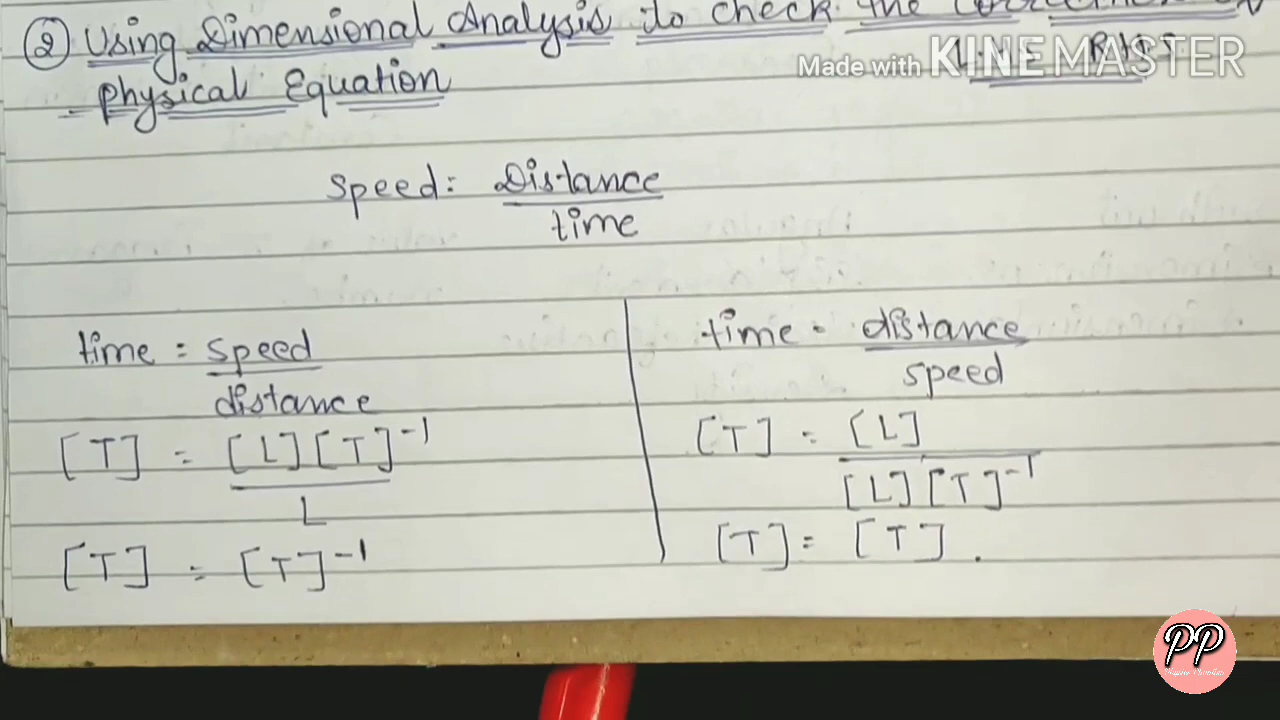 ② Using Dimensional Analysis to check the
Physical Equation
Made with KINEMASTER
Speed = Distance
time
time = speed
distance
[T] = [L][T]⁻¹
L
[T] = [T]⁻¹
time = distance
speed
[T] = [L]
[L][T]⁻¹
[T] = [T].
PP